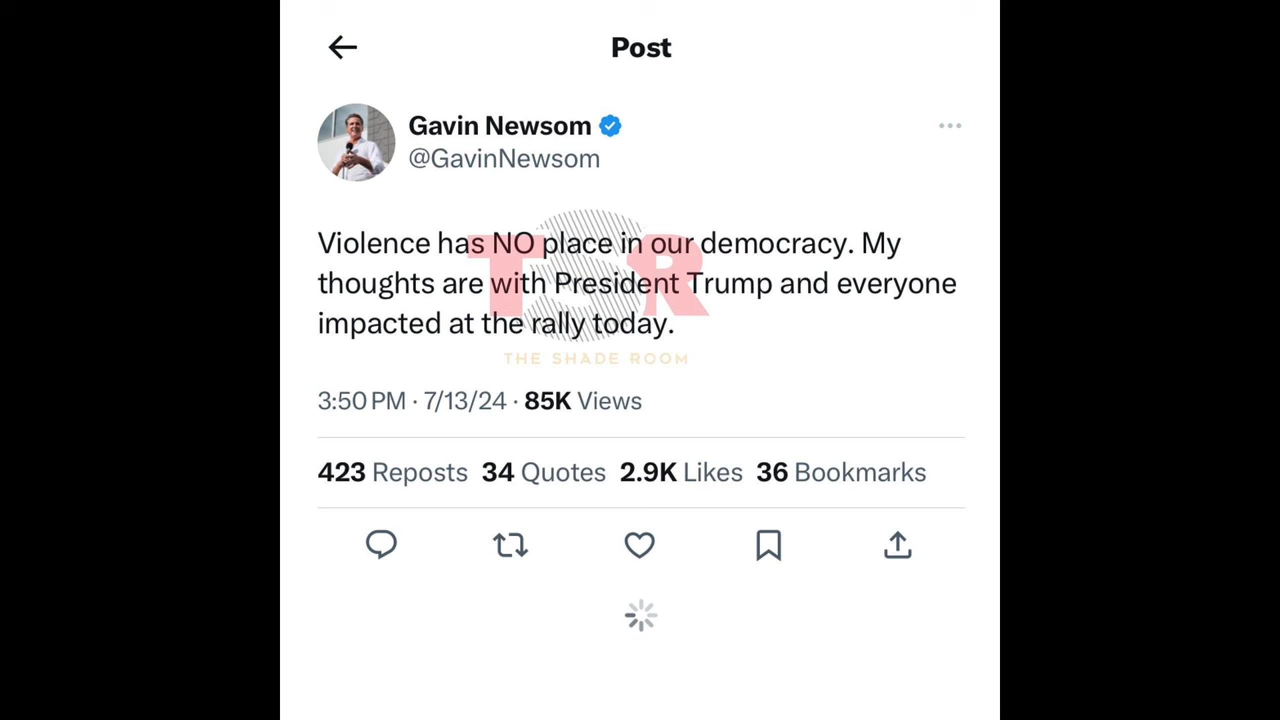 Post
Gavin Newsom
@GavinNewsom
Violence has NO place in our democracy. My
thoughts are with President Trump and everyone
impacted at the rally today.
TSR
THE SHADE ROOM
3:50 PM · 7/13/24 · 85K Views
423 Reposts 34 Quotes 2.9K Likes 36 Bookmarks